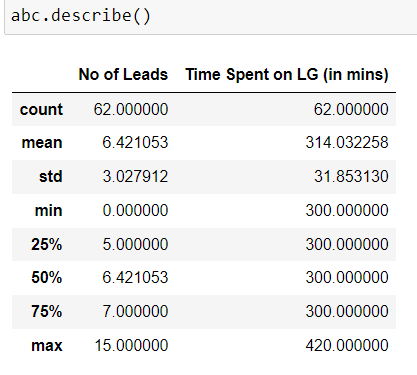 abc.describe()
No of Leads Time Spent on LG (in mins)
count 62.000000 62.000000
mean 6.421053 314.032258
std 3.027912 31.853130
min 0.000000 300.000000
25% 5.000000 300.000000
50% 6.421053 300.000000
75% 7.000000 300.000000
max 15.000000 420.000000